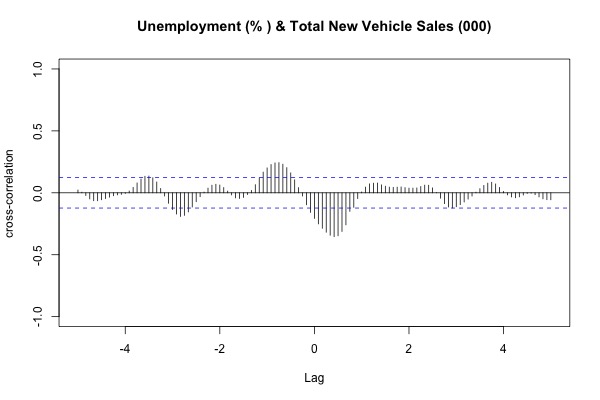 Unemployment (% ) & Total New Vehicle Sales (000)
cross-correlation
1.0
0.5
0.0
-0.5
-1.0
-4 -2 0 2 4
Lag